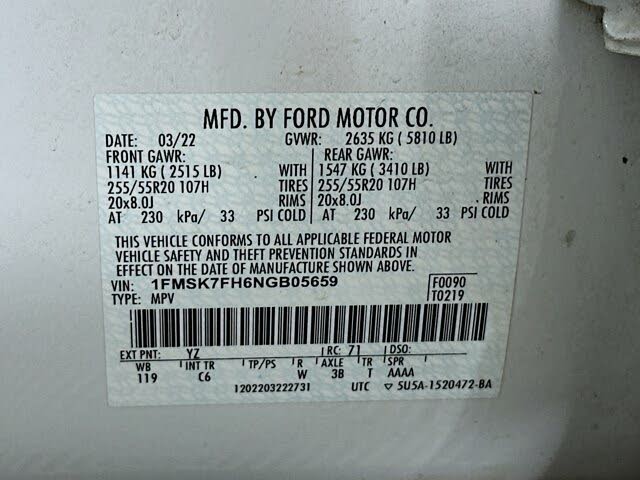 MFD. BY FORD MOTOR CO.
DATE: 03/22 GVWR: 2635 KG ( 5810 LB)
FRONT GAWR: REAR GAWR:
1141 KG ( 2515 LB) WITH 1547 KG ( 3410 LB) WITH
255/55R20 107H TIRES 255/55R20 107H TIRES
20x8.0J RIMS 20x8.0J RIMS
AT 230 kPa/ 33 PSI COLD AT 230 kPa/ 33 PSI COLD
THIS VEHICLE CONFORMS TO ALL APPLICABLE FEDERAL MOTOR
VEHICLE SAFETY AND THEFT PREVENTION STANDARDS IN
EFFECT ON THE DATE OF MANUFACTURE SHOWN ABOVE.
VIN: 1FMSK7FH6NGB05659 F0090
TYPE: MPV T0219
EXT PNT: YZ RC: 71 DSO:
WB INT TR TP/PS R AXLE TR SPR
119 C6 W 3B T AAAA
1202203222731 UTC ▽ 5U5A-1520472-BA